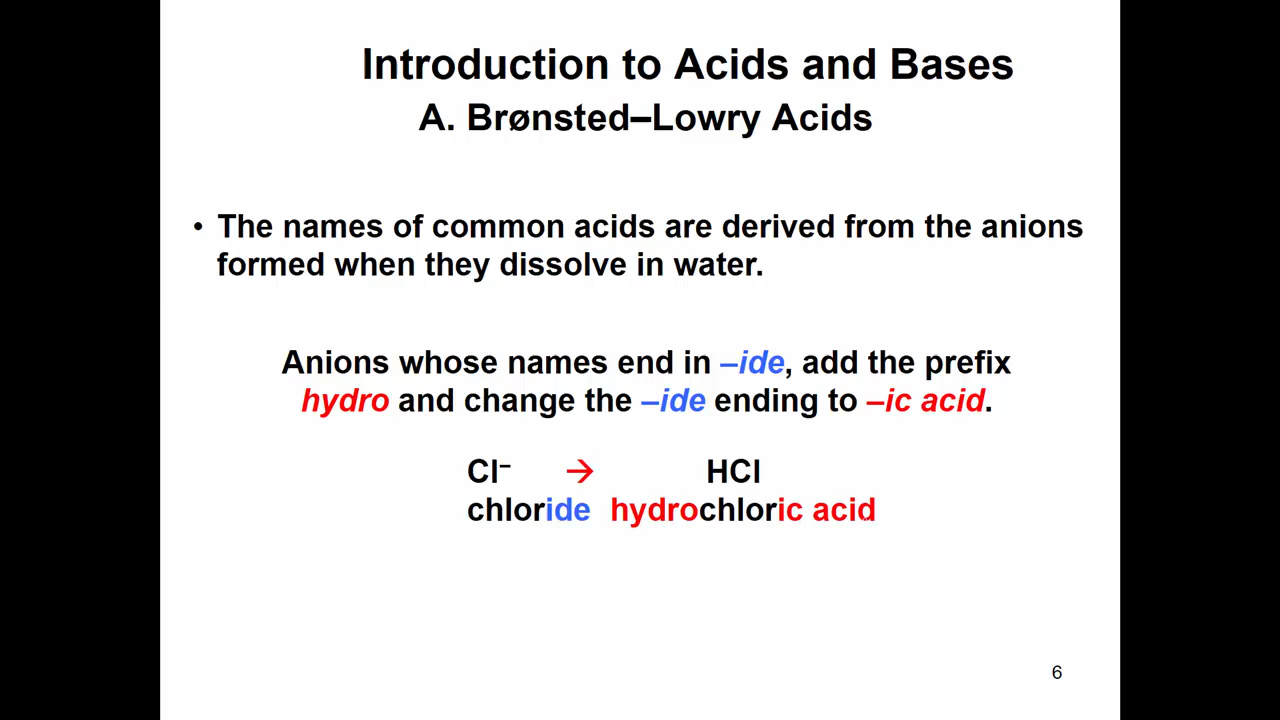 Introduction to Acids and Bases
A. Brønsted–Lowry Acids
• The names of common acids are derived from the anions
formed when they dissolve in water.
Anions whose names end in –ide, add the prefix
hydro and change the –ide ending to –ic acid.
Cl⁻ → HCl
chloride hydrochloric acid
6